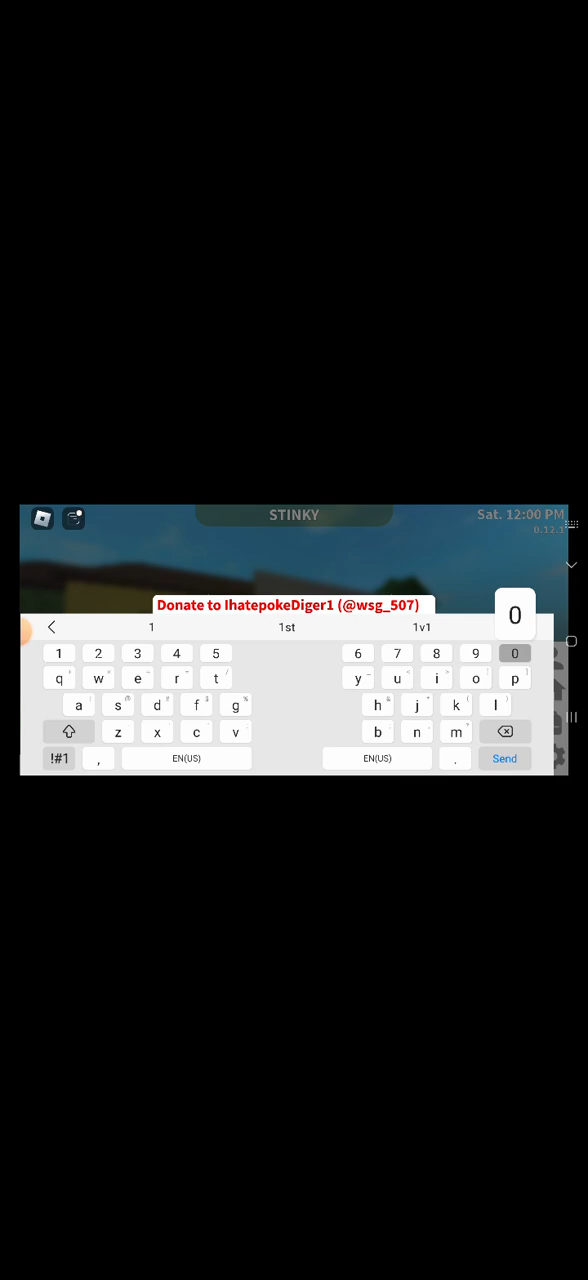 STINKY
Sat. 12:00 PM
0.12.1
Donate to IhatepokeDiger1 (@wsg_507)
0
1 1st 1v1
1 2 3 4 5 6 7 8 9 0
q w e r t y u i o p
a s d f g h j k l
z x c v b n m
!#1 , EN(US) EN(US) . Send